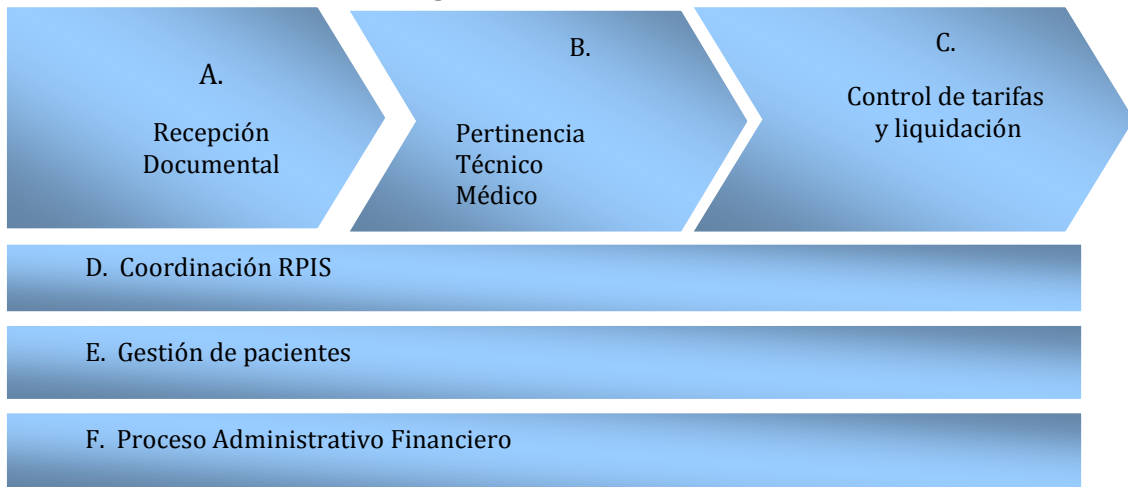 A.
Recepción
Documental
B.
Pertinencia
Técnico
Médico
C.
Control de tarifas
y liquidación
D. Coordinación RPIS
E. Gestión de pacientes
F. Proceso Administrativo Financiero